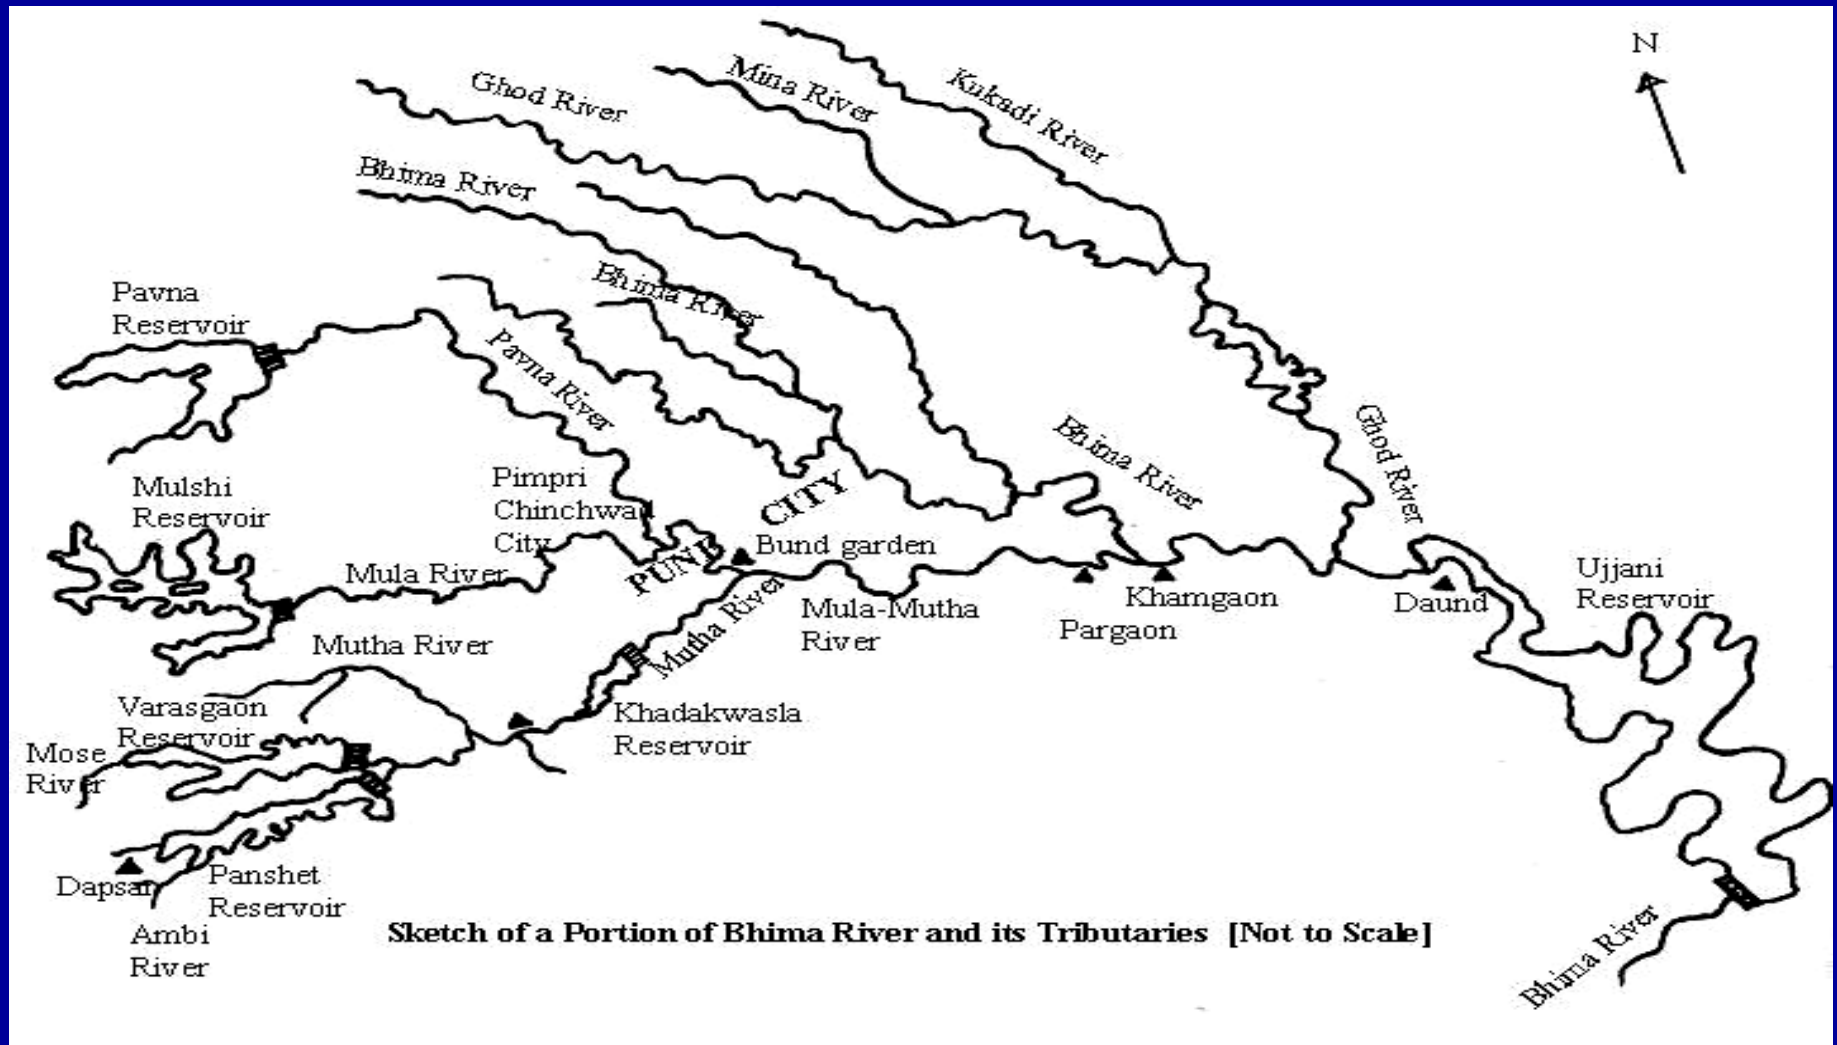 N
Kukadi River
Mina River
Ghod River
Bhima River
Bhima River
Pavna
Reservoir
Pavna River
Ghod River
Bhima River
Mulshi
Reservoir
Pimpri
Chinchwad
City
PUNE CITY
Bund garden
Mula River
Ujjani
Reservoir
Mutha River
Mutha River
Mula-Mutha
River
Khamgaon
Pargaon
Daund
Varasgaon
Reservoir
Khadakwasla
Reservoir
Mose
River
Dapsar
Panshet
Reservoir
Ambi
River
Sketch of a Portion of Bhima River and its Tributaries [Not to Scale]
Bhima River